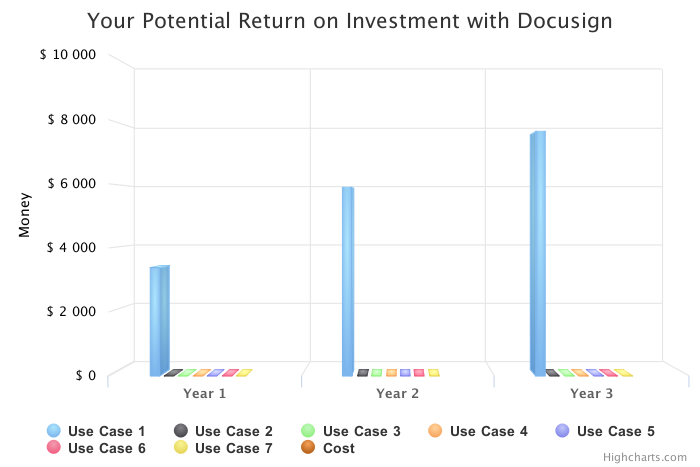 Your Potential Return on Investment with Docusign
$ 10 000
$ 8 000
$ 6 000
$ 4 000
$ 2 000
$ 0
Money
Year 1 Year 2 Year 3
Use Case 1 Use Case 2 Use Case 3 Use Case 4 Use Case 5
Use Case 6 Use Case 7 Cost
Highcharts.com